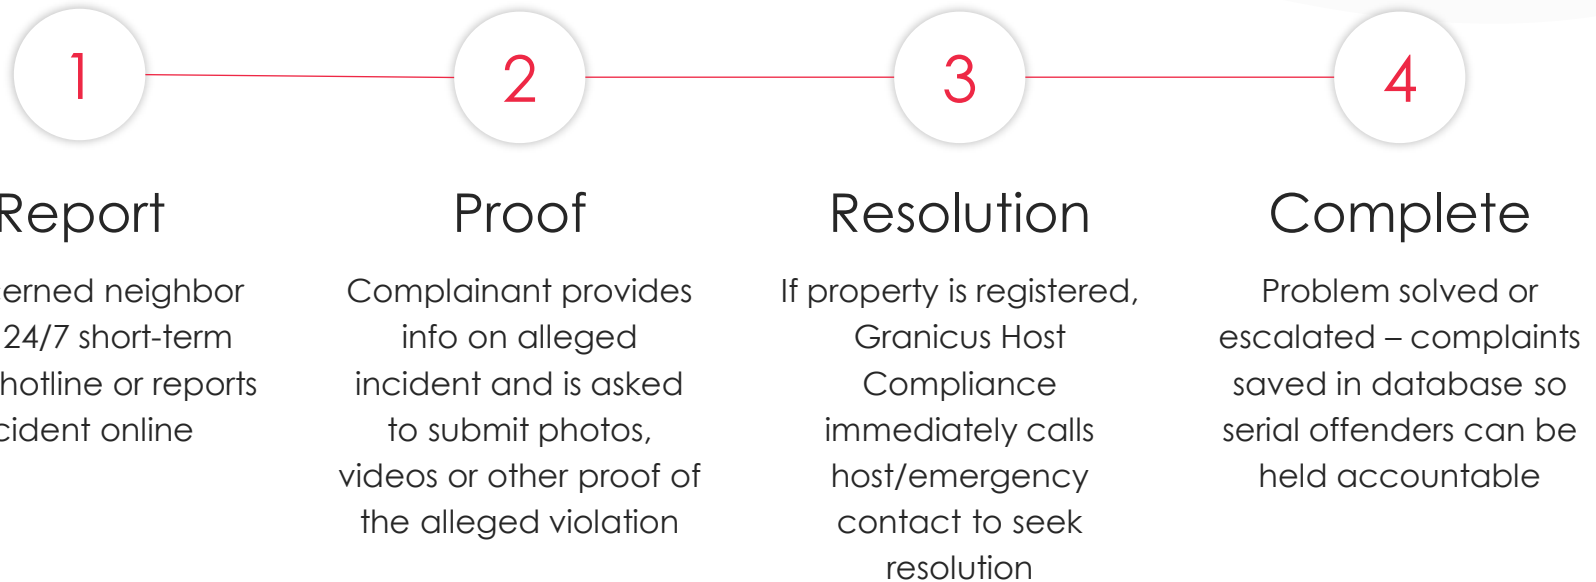 1
2
3
4
Report
erned neighbor
24/7 short-term
hotline or reports
cident online
Proof
Complainant provides
info on alleged
incident and is asked
to submit photos,
videos or other proof of
the alleged violation
Resolution
If property is registered,
Granicus Host
Compliance
immediately calls
host/emergency
contact to seek
resolution
Complete
Problem solved or
escalated – complaints
saved in database so
serial offenders can be
held accountable